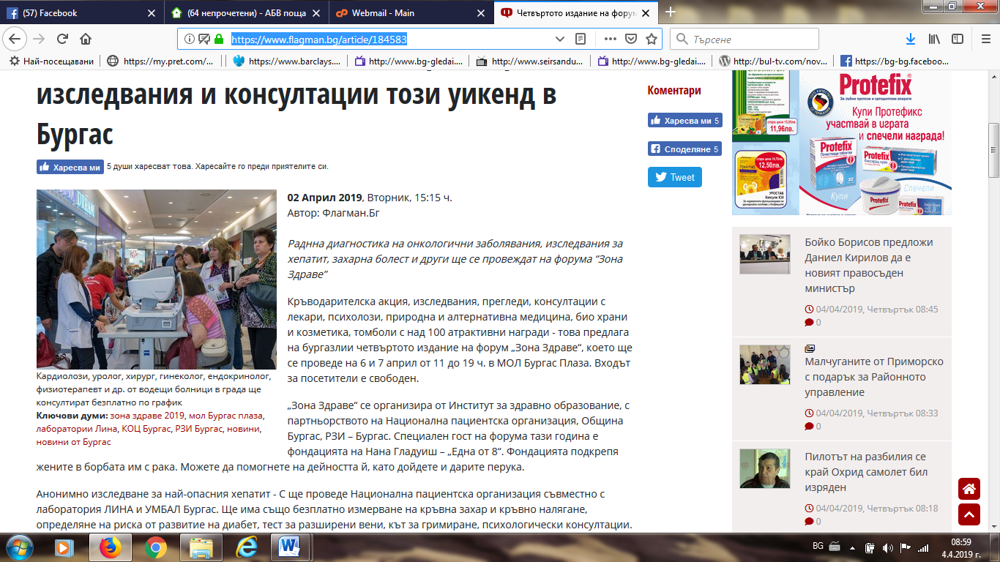 (57) Facebook
(64 непрочетени) - АБВ поща
Webmail - Main
Четвъртото издание на форум
https://www.flagman.bg/article/184583
Търсене
Най-посещавани
https://my.pret.com/...
https://www.barclays....
http://www.bg-gledai....
http://www.seirsandu...
http://www.bg-gledai....
http://bul-tv.com/nov...
https://bg-bg.faceboo...
изследвания и консултации този уикенд в
Бургас
Харесва ми
5 души харесват това. Харесайте го преди приятелите си.
02 Април 2019, Вторник, 15:15 ч.
Автор: Флагман.Бг
Раднна диагностика на онкологични заболявания, изследвания за
хепатит, захарна болест и други ще се провеждат на форума “Зона
Здраве”
Кръводарителска акция, изследвания, прегледи, консултации с
лекари, психолози, природна и алтернативна медицина, био храни
и козметика, томболи с над 100 атрактивни награди - това предлага
на бургазлии четвъртото издание на форум „Зона Здраве“, което ще
се проведе на 6 и 7 април от 11 до 19 ч. в МОЛ Бургас Плаза. Входът
за посетители е свободен.
Кардиолози, уролог, хирург, гинеколог, ендокринолог,
физиотерапевт и др. от водещи болници в града ще
консултират безплатно по график
Ключови думи: зона здраве 2019, мол Бургас плаза,
лаборатории Лина, КОЦ Бургас, РЗИ Бургас, новини,
новини от Бургас
„Зона Здраве“ се организира от Институт за здравно образование, с
партньорството на Национална пациентска организация, Община
Бургас, РЗИ – Бургас. Специален гост на форума тази година е
фондацията на Нана Гладуиш – „Една от 8“. Фондацията подкрепя
жените в борбата им с рака. Можете да помогнете на дейността й, като дойдете и дарите перука.
Анонимно изследване за най-опасния хепатит - С ще проведе Национална пациентска организация съвместно с
лаборатория ЛИНА и УМБАЛ Бургас. Ще има също безплатно измерване на кръвна захар и кръвно налягане,
определяне на риска от развитие на диабет, тест за разширени вени, кът за гримиране, психологически консултации.
Коментари
Харесва ми 5
Споделяне 5
Tweet
11,96лв.
12,50лв.
УРОСТАБ
Капсули Х10
Protefix
За зъбни протези и ортодонтски апарати
Купи Протефикс
участвай в играта
и спечели награда!
Protefix
Protefix
Protefix
Купи
Спечели
Бойко Борисов предложи
Даниел Кирилов да е
новият правосъден
министър
04/04/2019, Четвъртък 08:45
0
Малчуганите от Приморско
с подарък за Районното
управление
04/04/2019, Четвъртък 08:33
0
Пилотът на разбилия се
край Охрид самолет бил
изряден
04/04/2019, Четвъртък 08:18
0
BG
08:59
4.4.2019 г.